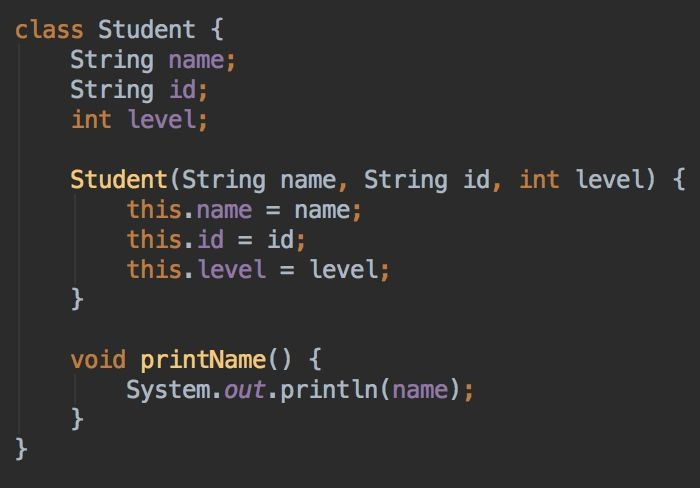 class Student {
    String name;
    String id;
    int level;

    Student(String name, String id, int level) {
        this.name = name;
        this.id = id;
        this.level = level;
    }

    void printName() {
        System.out.println(name);
    }
}